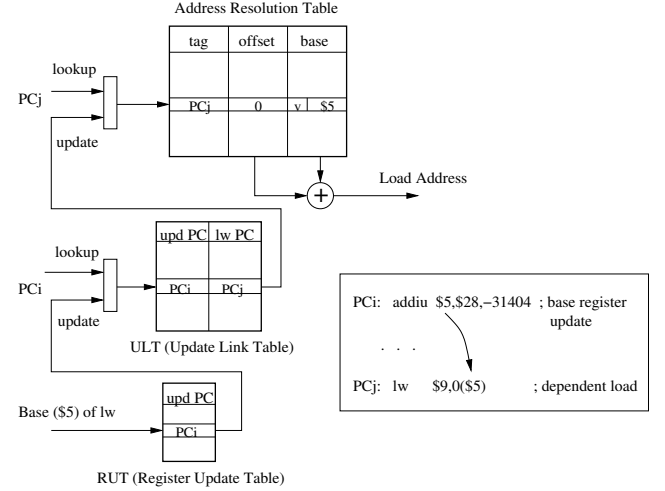 Address Resolution Table
tag offset base
lookup
PCj
PCj 0 v $5
update
Load Address
+
upd PC lw PC
lookup
PCi
PCi PCj
update
ULT (Update Link Table)
PCi: addiu $5,$28,−31404 ; base register
update
. . .
PCj: lw $9,0($5) ; dependent load
upd PC
Base ($5) of lw
PCi
RUT (Register Update Table)